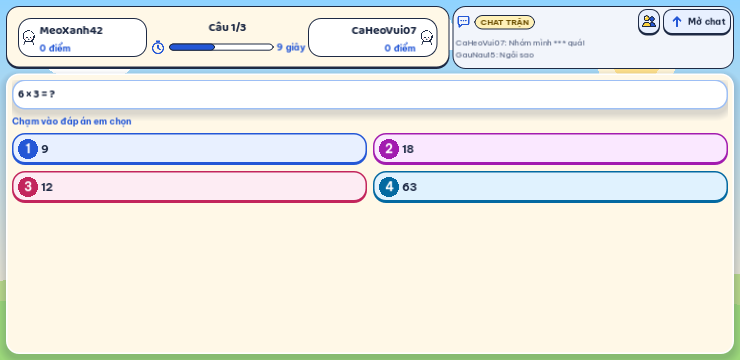 MeoXanh42
0 điểm
Câu 1/3
9 giây
CaHeoVui07
0 điểm
CHAT TRẬN
Mở chat
CaHeoVui07: Nhóm mình *** quá!
GauNau15: Ngôi sao
6 × 3 = ?
Chạm vào đáp án em chọn
1 9
2 18
3 12
4 63